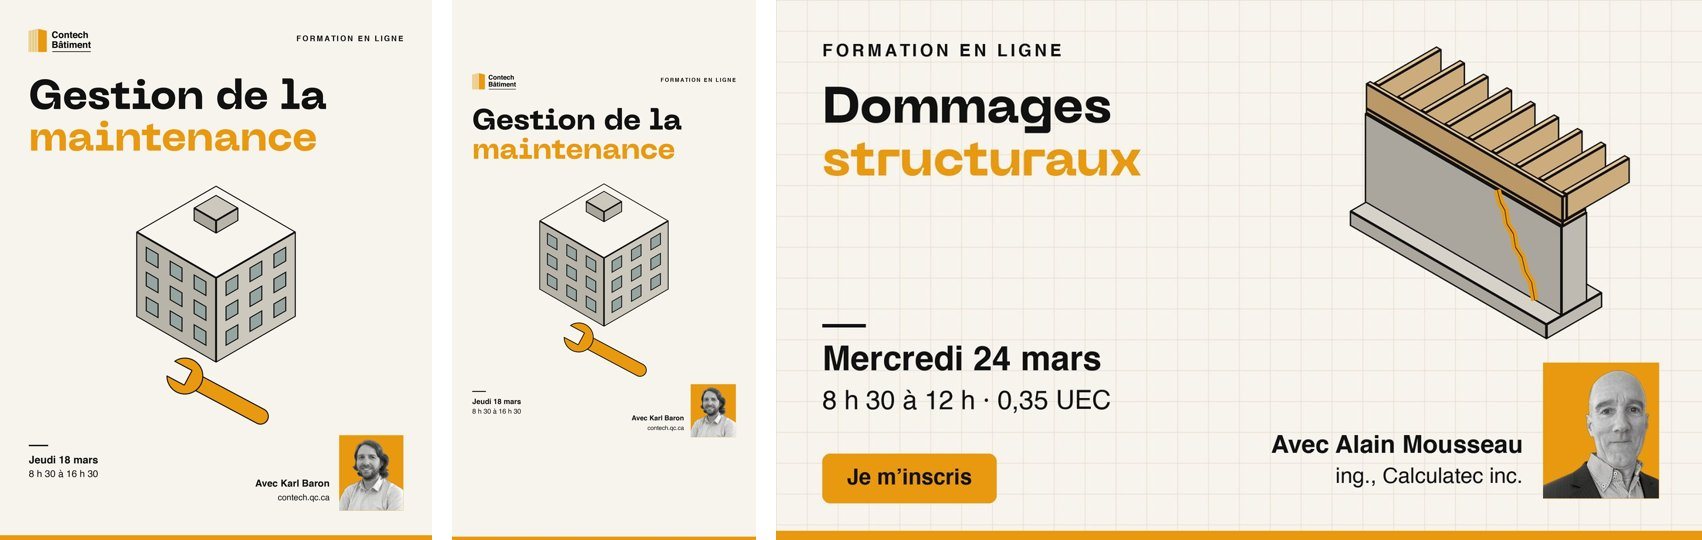 Contech
Bâtiment
FORMATION EN LIGNE
Gestion de la
maintenance
Jeudi 18 mars
8 h 30 à 16 h 30
Avec Karl Baron
contech.qc.ca
Contech
Bâtiment
FORMATION EN LIGNE
Gestion de la
maintenance
Jeudi 18 mars
8 h 30 à 16 h 30
Avec Karl Baron
contech.qc.ca
FORMATION EN LIGNE
Dommages
structuraux
Mercredi 24 mars
8 h 30 à 12 h · 0,35 UEC
Je m’inscris
Avec Alain Mousseau
ing., Calculatec inc.